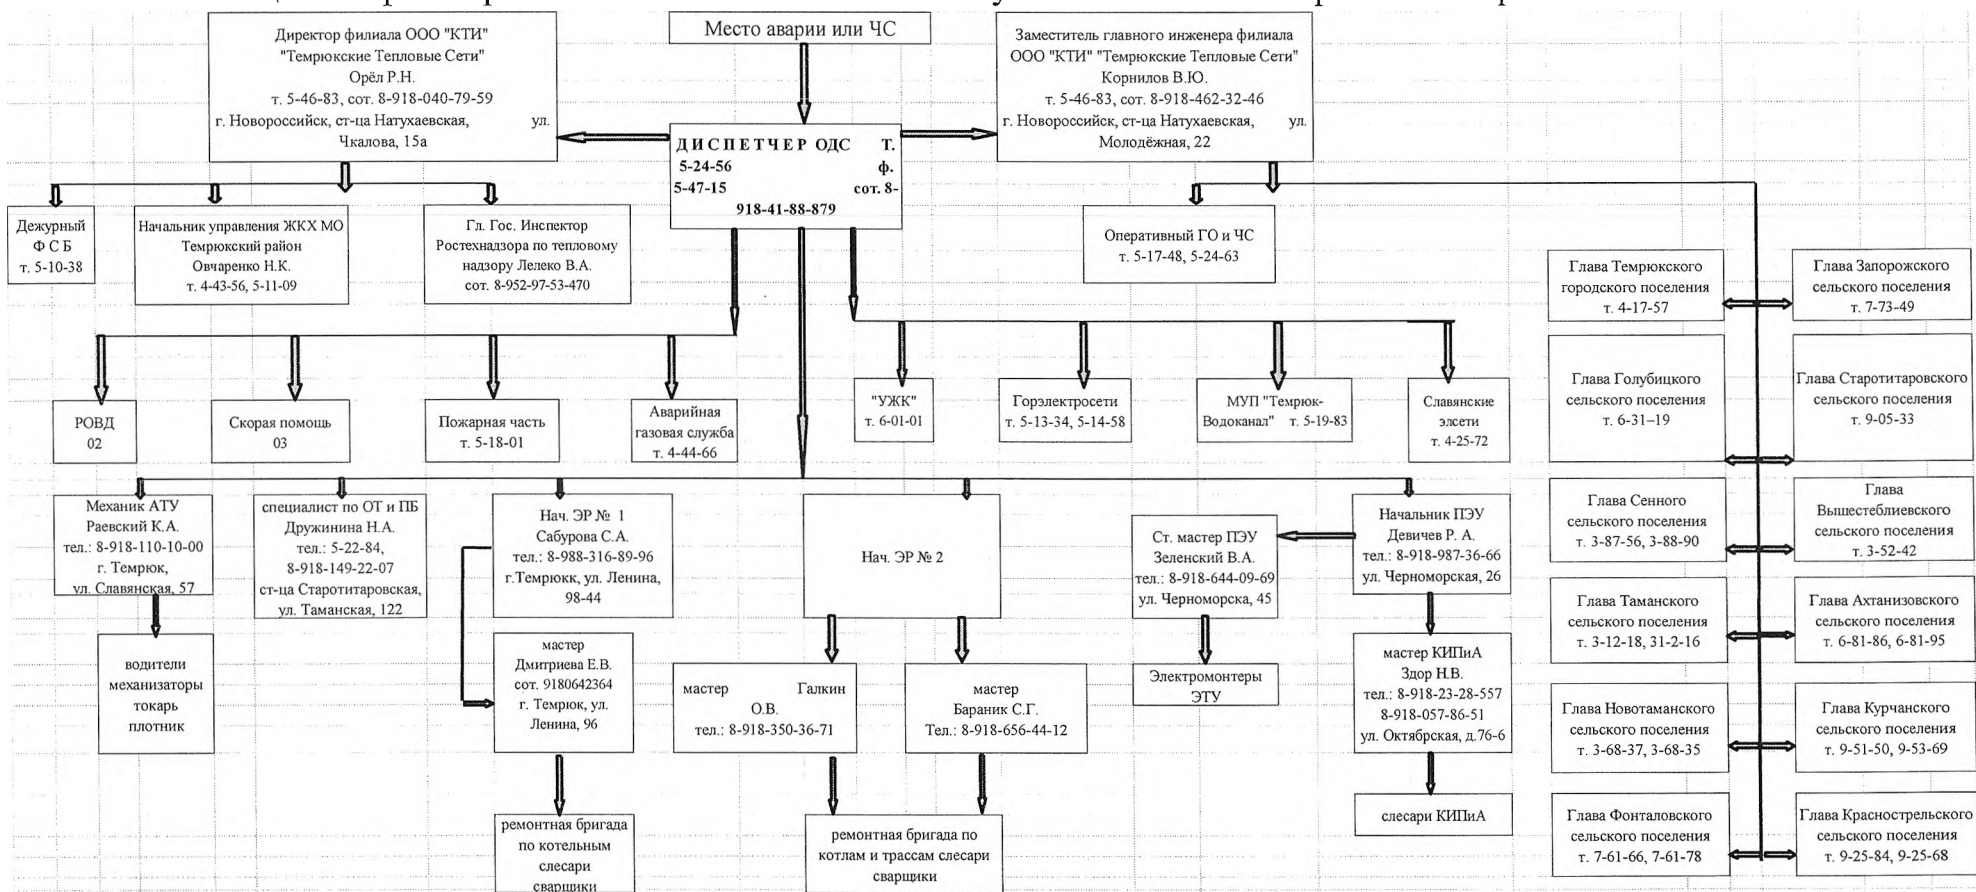 Место аварии или ЧС
Директор филиала ООО "КТИ"
"Темрюкские Тепловые Сети"
Орёл Р.Н.
т. 5-46-83, сот. 8-918-040-79-59
г. Новороссийск, ст-ца Натухаевская, ул.
Чкалова, 15а
Заместитель главного инженера филиала
ООО "КТИ" "Темрюкские Тепловые Сети"
Корнилов В.Ю.
т. 5-46-83, сот. 8-918-462-32-46
г. Новороссийск, ст-ца Натухаевская, ул.
Молодёжная, 22
ДИСПЕТЧЕР ОДС Т.
5-24-56 ф.
5-47-15 сот. 8-
918-41-88-879
Дежурный
Ф С Б
т. 5-10-38
Начальник управления ЖКХ МО
Темрюкский район
Овчаренко Н.К.
т. 4-43-56, 5-11-09
Гл. Гос. Инспектор
Ростехнадзора по тепловому
надзору Лелеко В.А.
сот. 8-952-97-53-470
Оперативный ГО и ЧС
т. 5-17-48, 5-24-63
РОВД
02
Скорая помощь
03
Пожарная часть
т. 5-18-01
Аварийная
газовая служба
т. 4-44-66
"УЖК"
т. 6-01-01
Горэлектросети
т. 5-13-34, 5-14-58
МУП "Темрюк-
Водоканал" т. 5-19-83
Славянские
элсети
т. 4-25-72
Механик АТУ
Раевский К.А.
тел.: 8-918-110-10-00
г. Темрюк,
ул. Славянская, 57
специалист по ОТ и ПБ
Дружинина Н.А.
тел.: 5-22-84,
8-918-149-22-07
ст-ца Старотитаровская,
ул. Таманская, 122
Нач. ЭР № 1
Сабурова С.А.
тел.: 8-988-316-89-96
г.Темрюкк, ул. Ленина,
98-44
Нач. ЭР № 2
Ст. мастер ПЭУ
Зеленский В.А.
тел.: 8-918-644-09-69
ул. Черноморска, 45
Начальник ПЭУ
Девичев Р. А.
тел.: 8-918-987-36-66
ул. Черноморская, 26
водители
механизаторы
токарь
плотник
мастер
Дмитриева Е.В.
сот. 9180642364
г. Темрюк, ул.
Ленина, 96
мастер Галкин
О.В.
тел.: 8-918-350-36-71
мастер
Бараник С.Г.
Тел.: 8-918-656-44-12
Электромонтеры
ЭТУ
мастер КИПиА
Здор Н.В.
тел.: 8-918-23-28-557
8-918-057-86-51
ул. Октябрская, д.76-6
ремонтная бригада
по котельным
слесари
сварщики
ремонтная бригада по
котлам и трассам слесари
сварщики
слесари КИПиА
Глава Темрюкского
городского поселения
т. 4-17-57
Глава Запорожского
сельского поселения
т. 7-73-49
Глава Голубицкого
сельского поселения
т. 6-31–19
Глава Старотитаровского
сельского поселения
т. 9-05-33
Глава Сенного
сельского поселения
т. 3-87-56, 3-88-90
Глава
Вышестеблиевского
сельского поселения
т. 3-52-42
Глава Таманского
сельского поселения
т. 3-12-18, 31-2-16
Глава Ахтанизовского
сельского поселения
т. 6-81-86, 6-81-95
Глава Новотаманского
сельского поселения
т. 3-68-37, 3-68-35
Глава Курчанского
сельского поселения
т. 9-51-50, 9-53-69
Глава Фонталовского
сельского поселения
т. 7-61-66, 7-61-78
Глава Краснострельского
сельского поселения
т. 9-25-84, 9-25-68